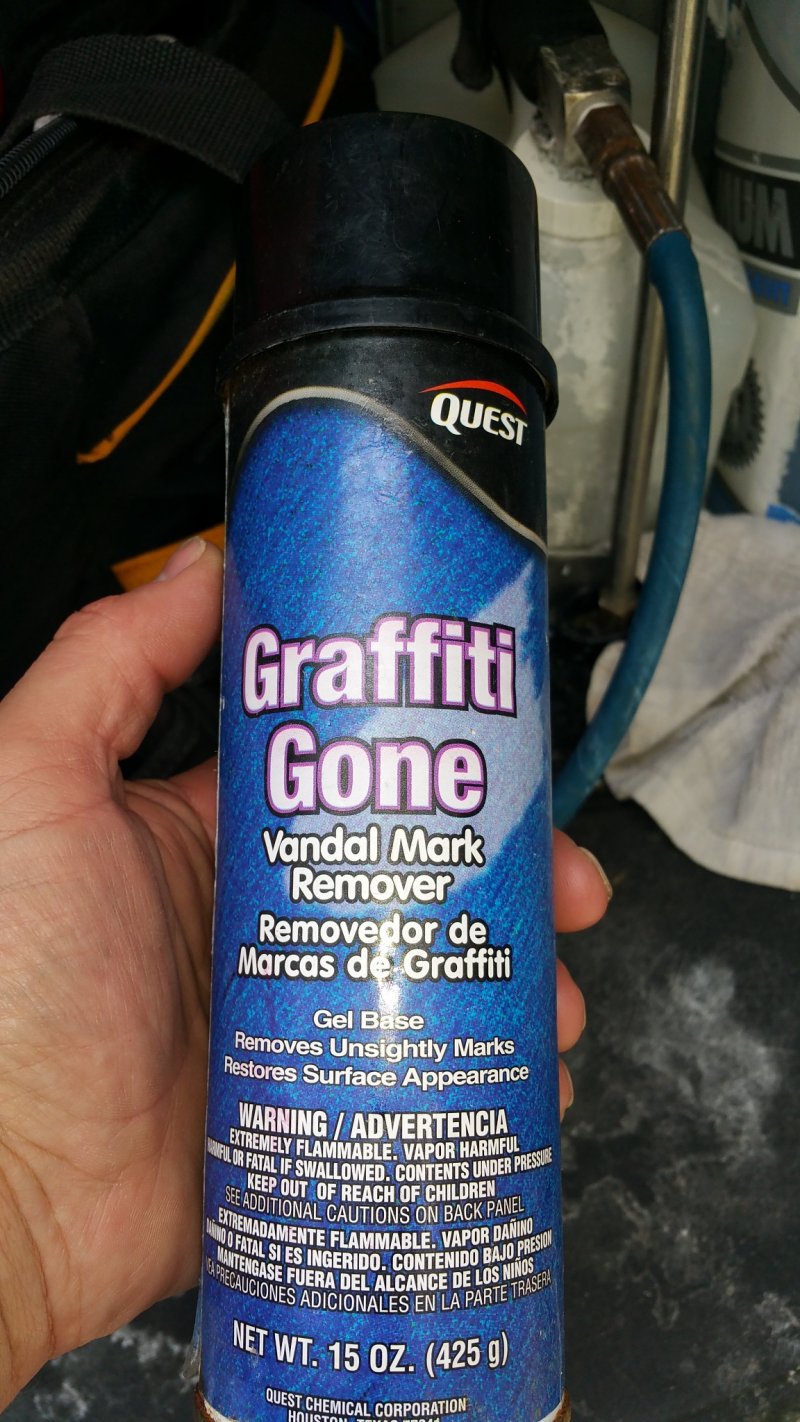 QUEST
Graffiti
Gone
Vandal Mark
Remover
Removedor de
Marcas de Graffiti
Gel Base
Removes Unsightly Marks
Restores Surface Appearance
WARNING / ADVERTENCIA
EXTREMELY FLAMMABLE. VAPOR HARMFUL
HARMFUL OR FATAL IF SWALLOWED. CONTENTS UNDER PRESSURE
KEEP OUT OF REACH OF CHILDREN
SEE ADDITIONAL CAUTIONS ON BACK PANEL
EXTREMADAMENTE FLAMMABLE. VAPOR DAÑINO
DAÑINO O FATAL SI ES INGERIDO. CONTENIDO BAJO PRESION
MANTENGASE FUERA DEL ALCANCE DE LOS NIÑOS
PRECAUCIONES ADICIONALES EN LA PARTE TRASERA
NET WT. 15 OZ. (425 g)
QUEST CHEMICAL CORPORATION
HOUSTON, TEXAS
UM